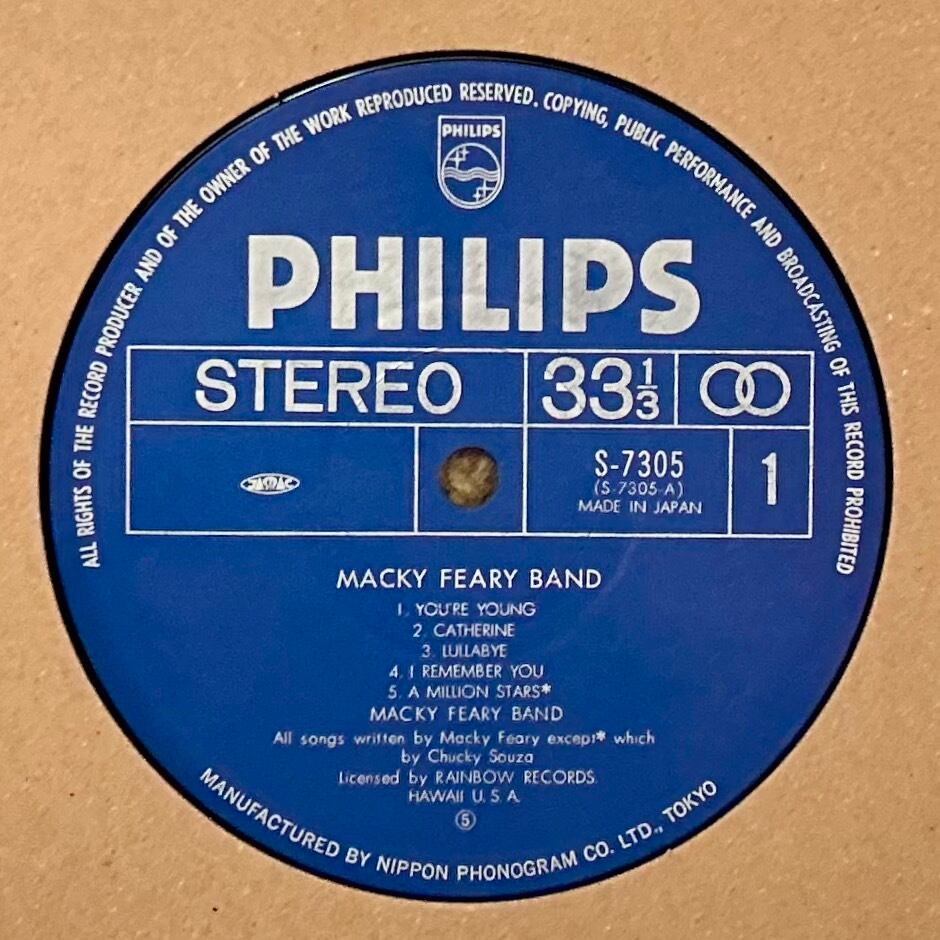 ALL RIGHTS OF THE RECORD PRODUCER AND OF THE OWNER OF THE WORK REPRODUCED RESERVED. COPYING, PUBLIC PERFORMANCE AND BROADCASTING OF THIS RECORD PROHIBITED
PHILIPS
PHILIPS
STEREO 33⅓
JASRAC S-7305 1
(S-7305-A)
MADE IN JAPAN
MACKY FEARY BAND
1. YOU'RE YOUNG
2. CATHERINE
3. LULLABYE
4. I REMEMBER YOU
5. A MILLION STARS*
MACKY FEARY BAND
All songs written by Macky Feary except* which
by Chucky Souza
Licensed by RAINBOW RECORDS
HAWAII U.S.A.
⑤
MANUFACTURED BY NIPPON PHONOGRAM CO. LTD., TOKYO